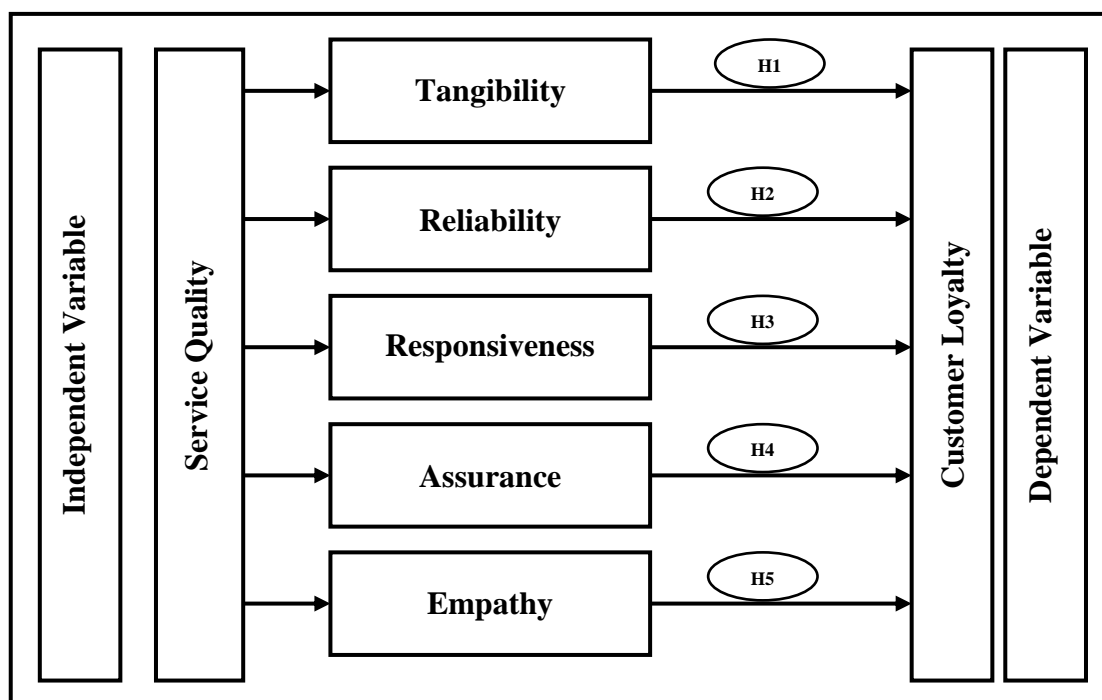 Independent Variable
Service Quality
Tangibility
H1
Reliability
H2
Responsiveness
H3
Assurance
H4
Empathy
H5
Customer Loyalty
Dependent Variable